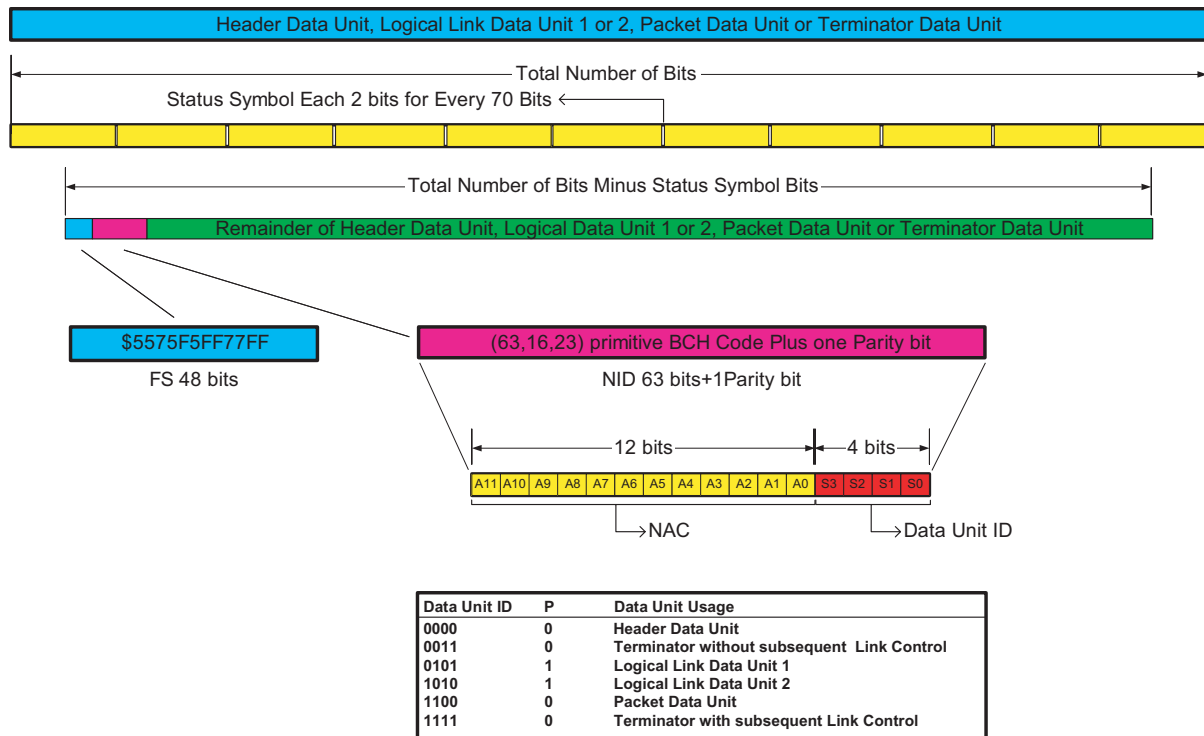 Header Data Unit, Logical Link Data Unit 1 or 2, Packet Data Unit or Terminator Data Unit
Total Number of Bits
Status Symbol Each 2 bits for Every 70 Bits
Total Number of Bits Minus Status Symbol Bits
Remainder of Header Data Unit, Logical Data Unit 1 or 2, Packet Data Unit or Terminator Data Unit
$5575F5FF77FF
(63,16,23) primitive BCH Code Plus one Parity bit
FS 48 bits
NID 63 bits+1Parity bit
12 bits
4 bits
A11 A10 A9 A8 A7 A6 A5 A4 A3 A2 A1 A0 S3 S2 S1 S0
NAC
Data Unit ID
Data Unit ID P Data Unit Usage
0000 0 Header Data Unit
0011 0 Terminator without subsequent Link Control
0101 1 Logical Link Data Unit 1
1010 1 Logical Link Data Unit 2
1100 0 Packet Data Unit
1111 0 Terminator with subsequent Link Control